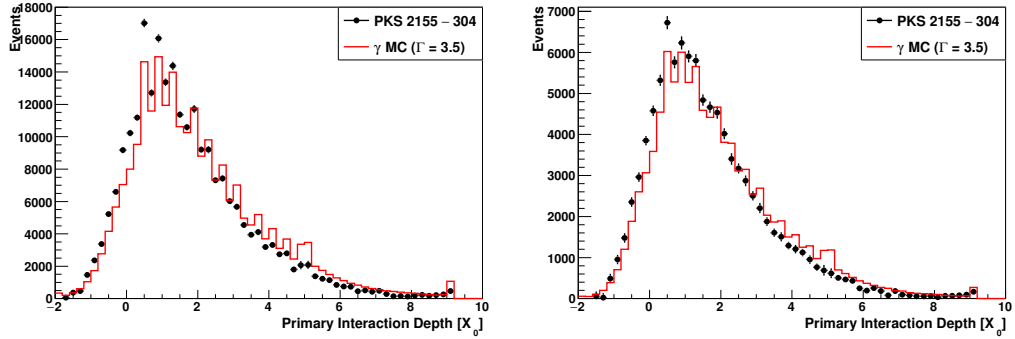 Events
18000
16000
14000
12000
10000
8000
6000
4000
2000
0
−2 0 2 4 6 8 10
Primary Interaction Depth [X₀]
PKS 2155 − 304
γ MC (Γ = 3.5)
Events
7000
6000
5000
4000
3000
2000
1000
0
−2 0 2 4 6 8 10
Primary Interaction Depth [X₀]
PKS 2155 − 304
γ MC (Γ = 3.5)